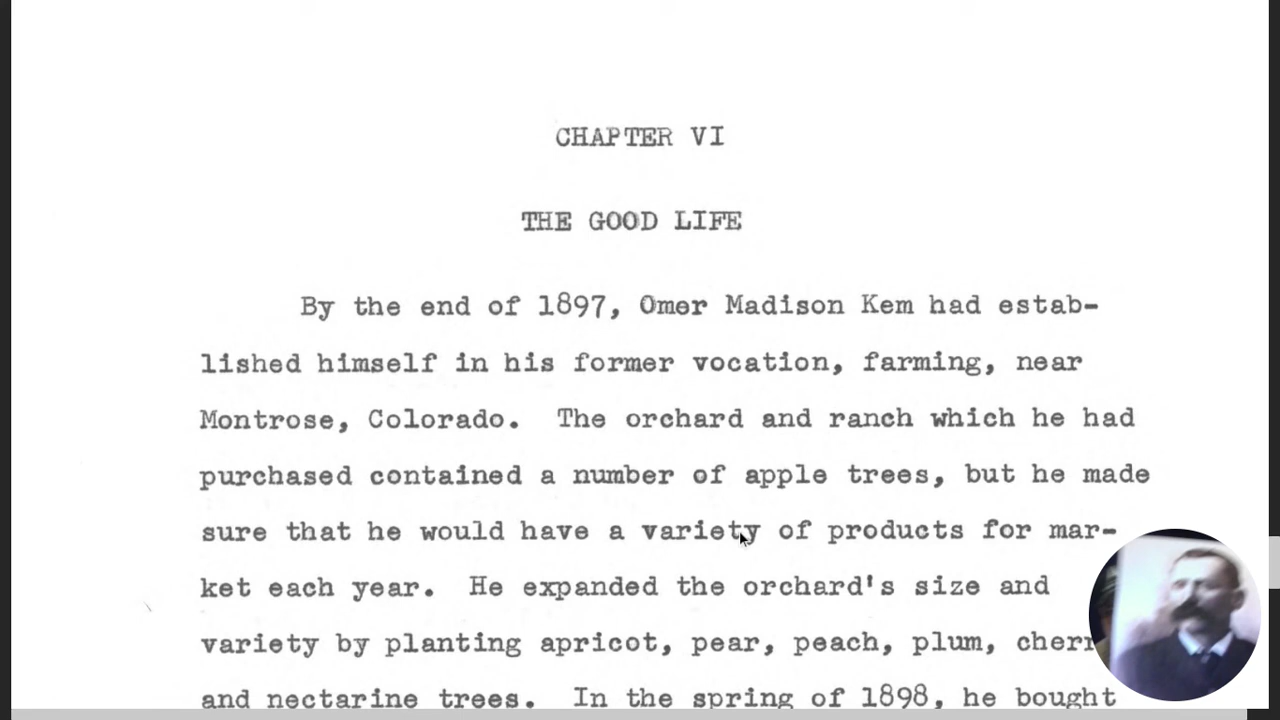 CHAPTER VI
THE GOOD LIFE
By the end of 1897, Omer Madison Kem had estab-
lished himself in his former vocation, farming, near
Montrose, Colorado. The orchard and ranch which he had
purchased contained a number of apple trees, but he made
sure that he would have a variety of products for mar-
ket each year. He expanded the orchard's size and
variety by planting apricot, pear, peach, plum,
and nectarine trees. In the spring of 1898, he bought